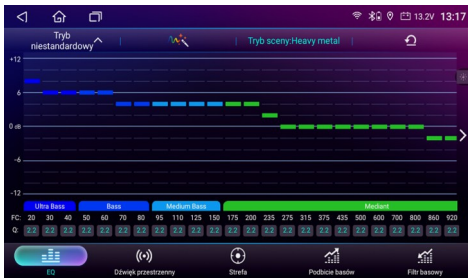 13.2V 13:17
Tryb niestandardowy
Tryb sceny:Heavy metal
+12
6
0 dB
-6
-12
Ultra Bass Bass Medium Bass Mediant
FC: 20 30 40 50 60 70 80 95 110 125 150 175 200 235 275 315 375 435 500 600 700 800 860 920
Q: 2.2 2.2 2.2 2.2 2.2 2.2 2.2 2.2 2.2 2.2 2.2 2.2 2.2 2.2 2.2 2.2 2.2 2.2 2.2 2.2 2.2 2.2 2.2 2.2
EQ Dźwięk przestrzenny Strefa Podbicie basów Filtr basowy